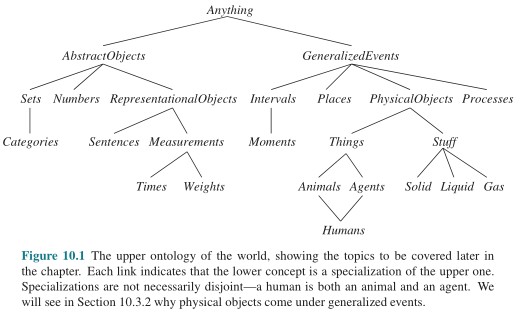 Anything
AbstractObjects GeneralizedEvents
Sets Numbers RepresentationalObjects Intervals Places PhysicalObjects Processes
Categories Sentences Measurements Moments Things Stuff
Times Weights Animals Agents Solid Liquid Gas
Humans
Figure 10.1 The upper ontology of the world, showing the topics to be covered later in
the chapter. Each link indicates that the lower concept is a specialization of the upper one.
Specializations are not necessarily disjoint—a human is both an animal and an agent. We
will see in Section 10.3.2 why physical objects come under generalized events.